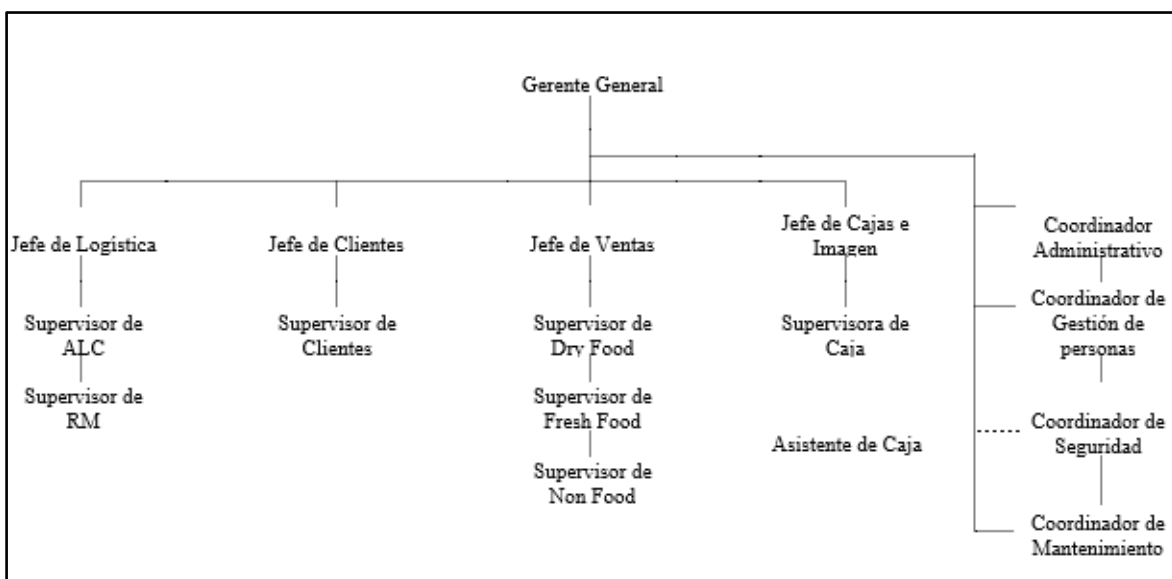 Gerente General
Jefe de Logística
Jefe de Clientes
Jefe de Ventas
Jefe de Cajas e
Imagen
Coordinador
Administrativo
Supervisor de
ALC
Supervisor de
Clientes
Supervisor de
Dry Food
Supervisora de
Caja
Coordinador de
Gestión de
personas
Supervisor de
RM
Supervisor de
Fresh Food
Asistente de Caja
Coordinador de
Seguridad
Supervisor de
Non Food
Coordinador de
Mantenimiento